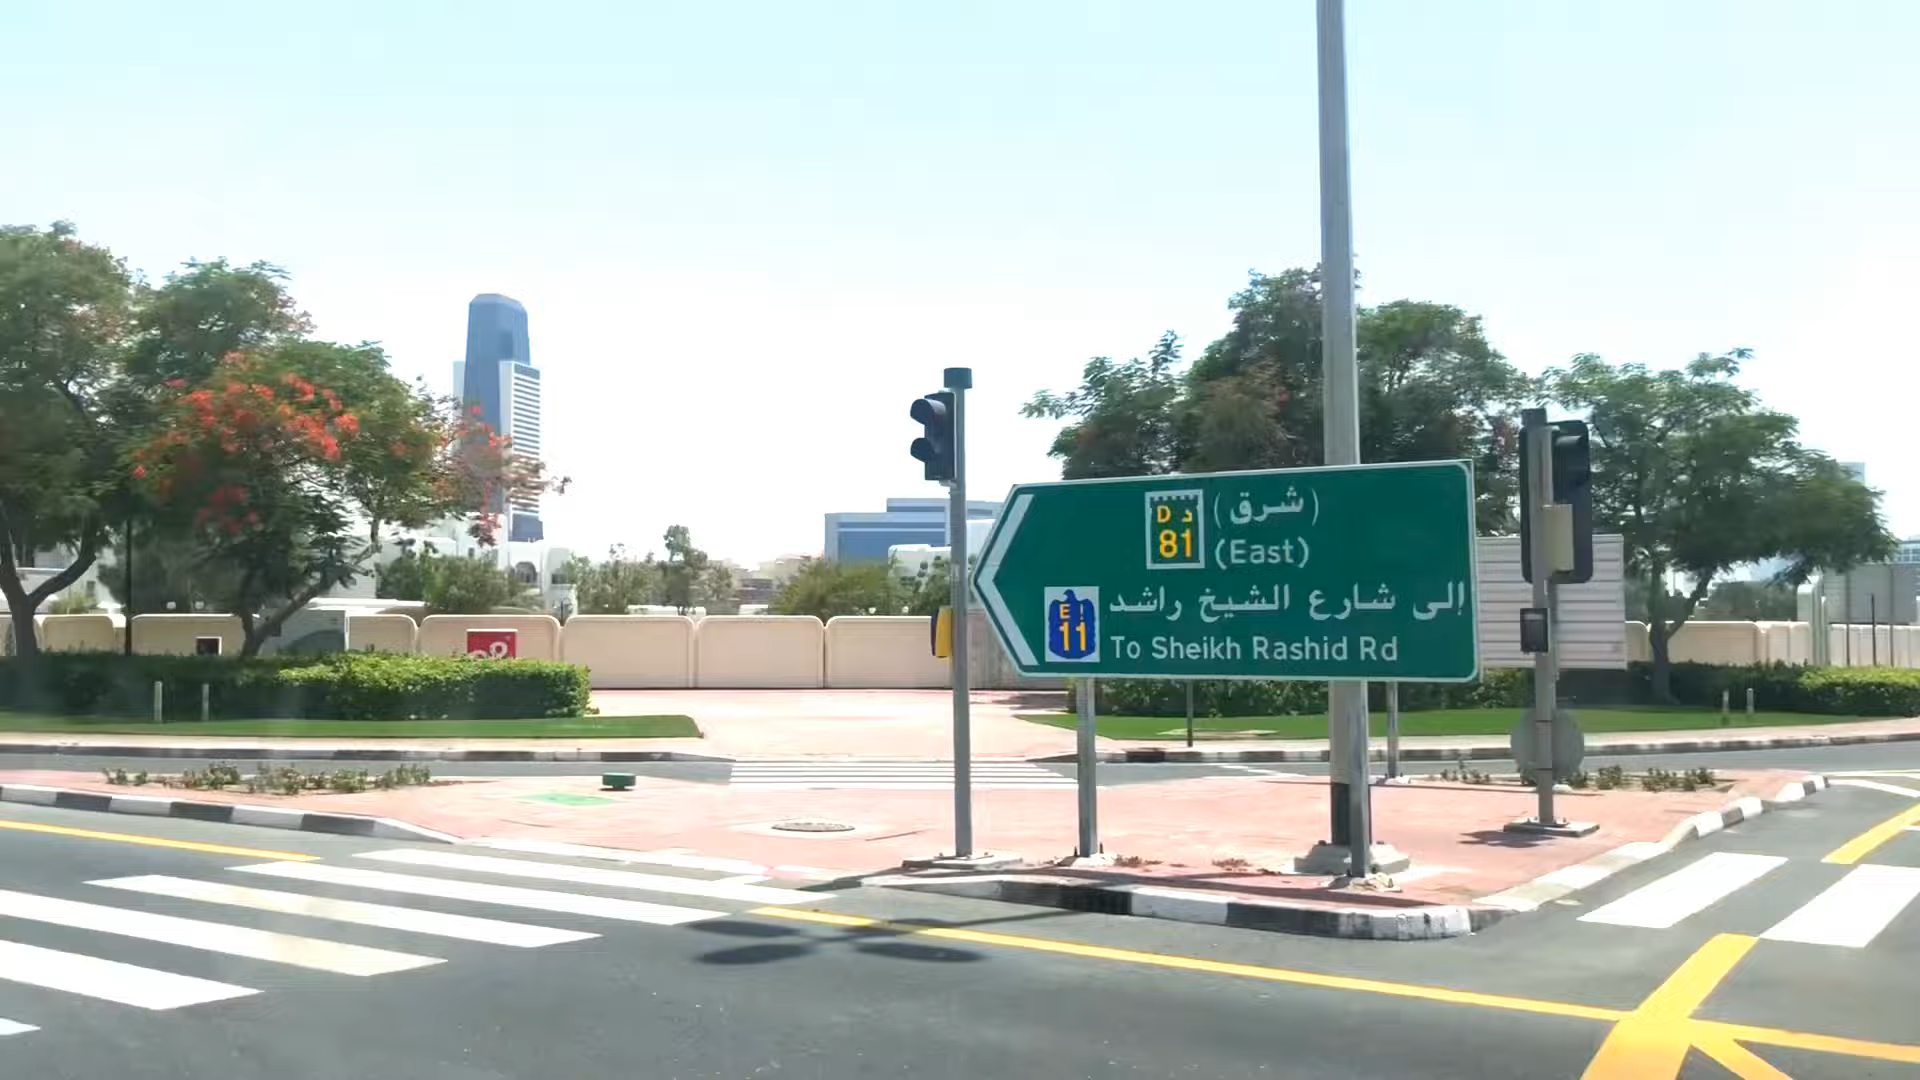 D د (شرق)
81 (East)
إلى شارع الشيخ راشد
E 11 To Sheikh Rashid Rd